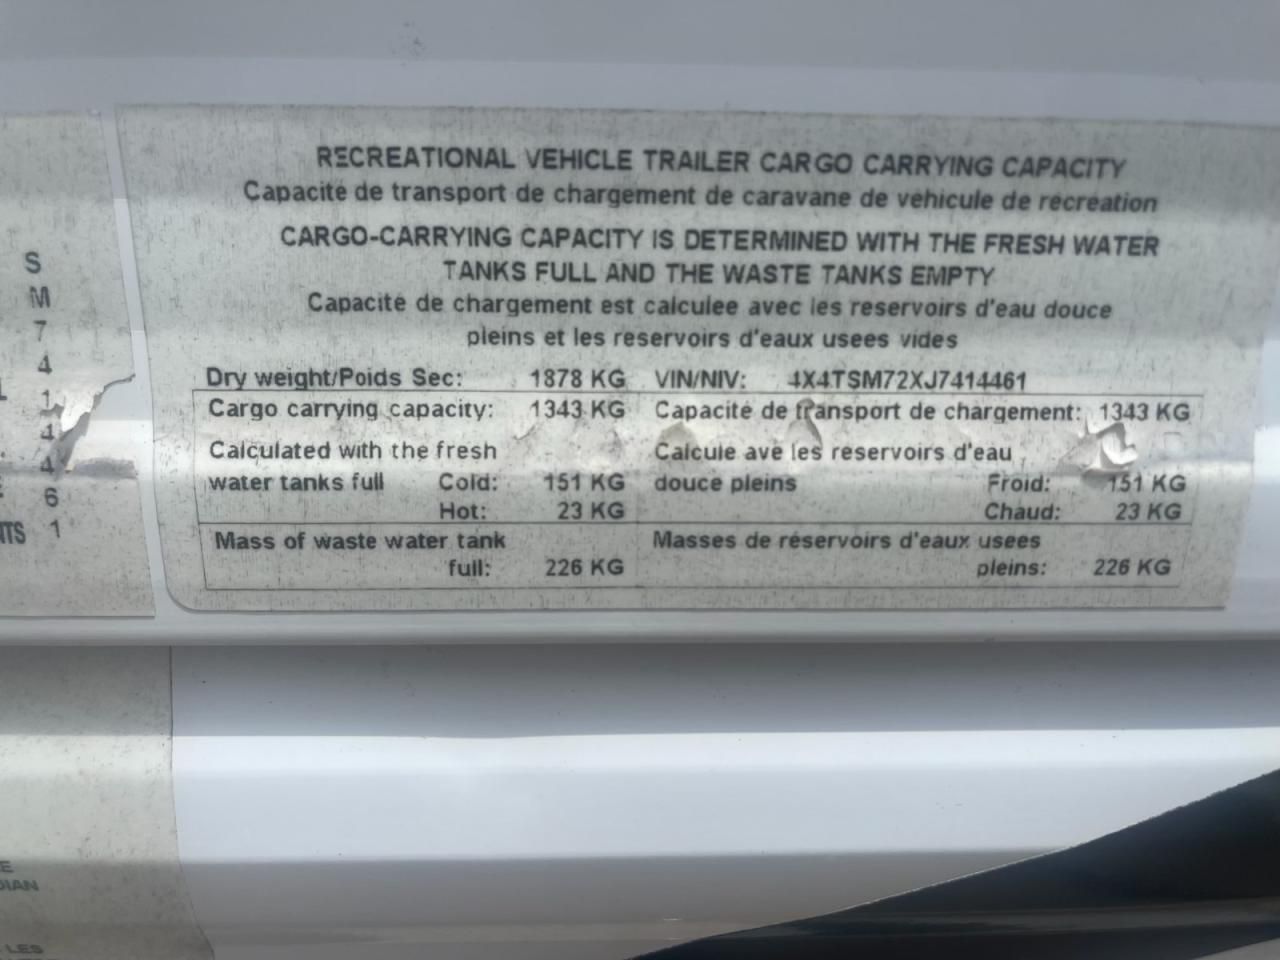 RECREATIONAL VEHICLE TRAILER CARGO CARRYING CAPACITY
Capacité de transport de chargement de caravane de vehicule de recreation
CARGO-CARRYING CAPACITY IS DETERMINED WITH THE FRESH WATER
TANKS FULL AND THE WASTE TANKS EMPTY
Capacité de chargement est calculee avec les reservoirs d'eau douce
pleins et les reservoirs d'eaux usees vides
Dry weight/Poids Sec: 1878 KG VIN/NIV: 4X4TSM72XJ7414461
Cargo carrying capacity: 1343 KG Capacité de transport de chargement: 1343 KG
Calculated with the fresh Calcule ave les reservoirs d'eau
water tanks full Cold: 151 KG douce pleins Froid: 151 KG
Hot: 23 KG Chaud: 23 KG
Mass of waste water tank Masses de réservoirs d'eaux usees
full: 226 KG pleins: 226 KG
S
M
7
4
1
4
4
6
1
DIAN
LES